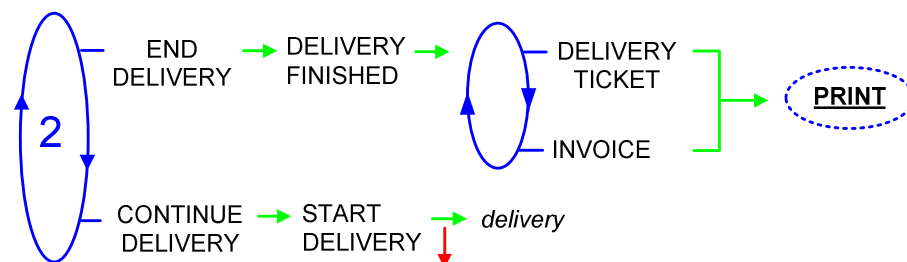 2
END
DELIVERY
DELIVERY
FINISHED
DELIVERY
TICKET
INVOICE
PRINT
CONTINUE
DELIVERY
START
DELIVERY
delivery